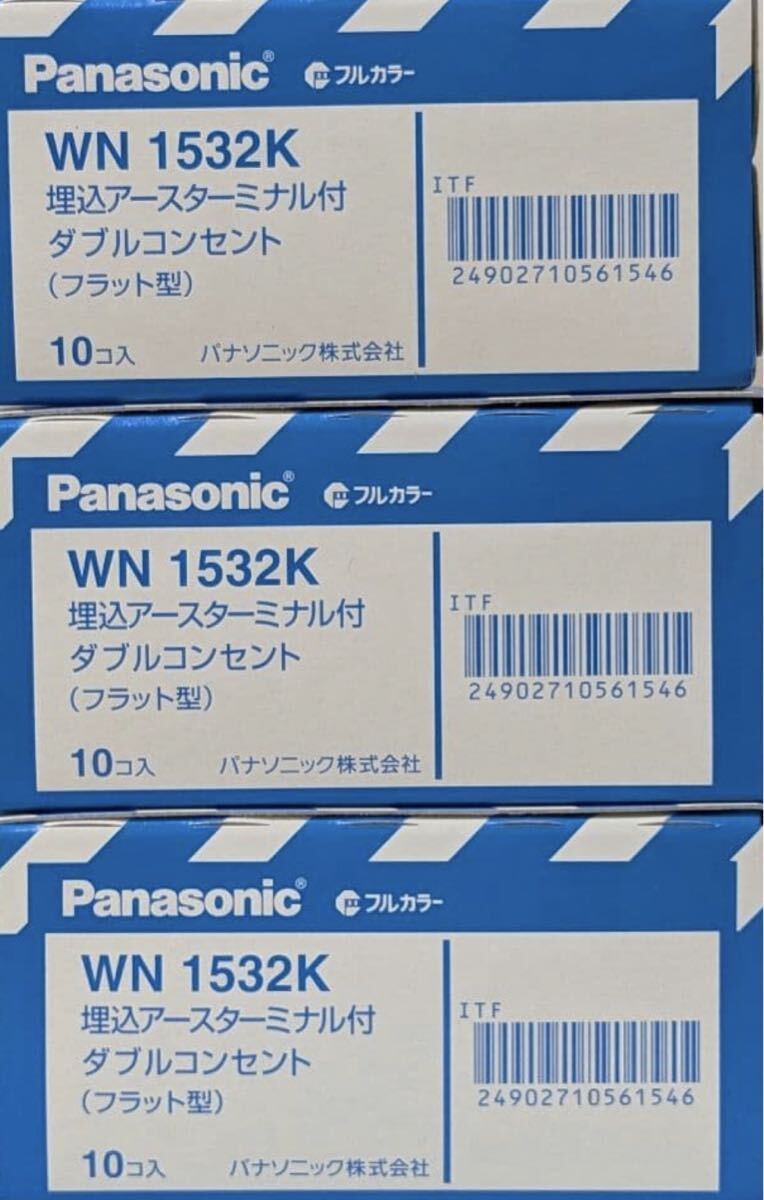 Panasonic® フルカラー
WN 1532K
埋込アースターミナル付
ダブルコンセント
(フラット型)
10コ入 パナソニック株式会社
ITF
24902710561546
Panasonic® フルカラー
WN 1532K
埋込アースターミナル付
ダブルコンセント
(フラット型)
10コ入 パナソニック株式会社
ITF
24902710561546
Panasonic® フルカラー
WN 1532K
埋込アースターミナル付
ダブルコンセント
(フラット型)
10コ入 パナソニック株式会社
ITF
24902710561546